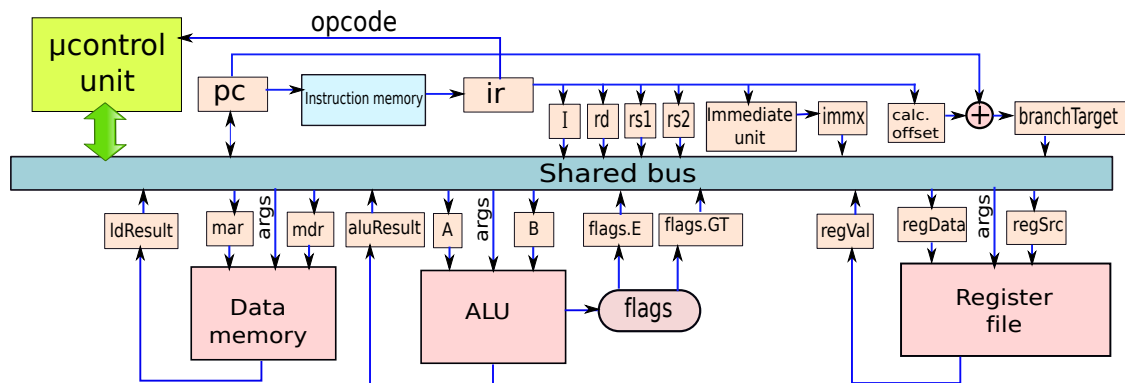 opcode
μcontrol
unit
pc
Instruction memory
ir
I
rd
rs1
rs2
Immediate
unit
immx
calc.
offset
+
branchTarget
Shared bus
ldResult
mar
args
mdr
aluResult
A
args
B
flags.E
flags.GT
regVal
regData
args
regSrc
Data
memory
ALU
flags
Register
file